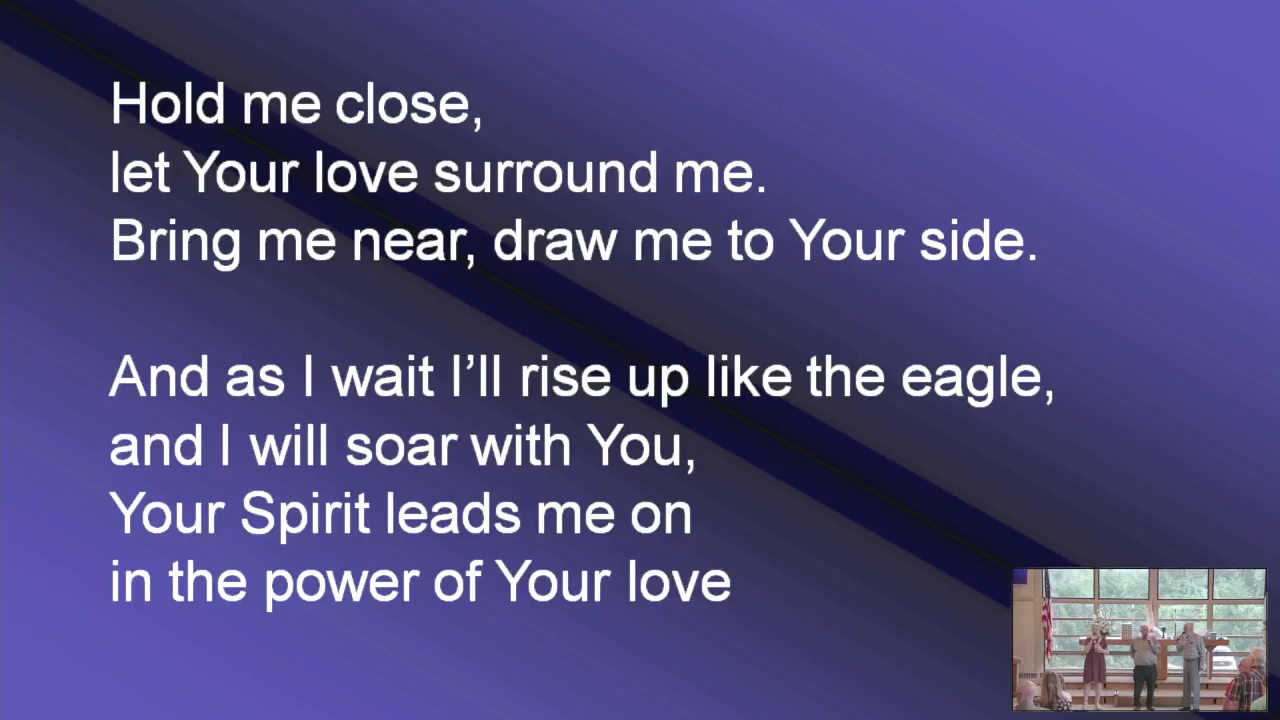 Hold me close,
let Your love surround me.
Bring me near, draw me to Your side.
And as I wait I’ll rise up like the eagle,
and I will soar with You,
Your Spirit leads me on
in the power of Your love